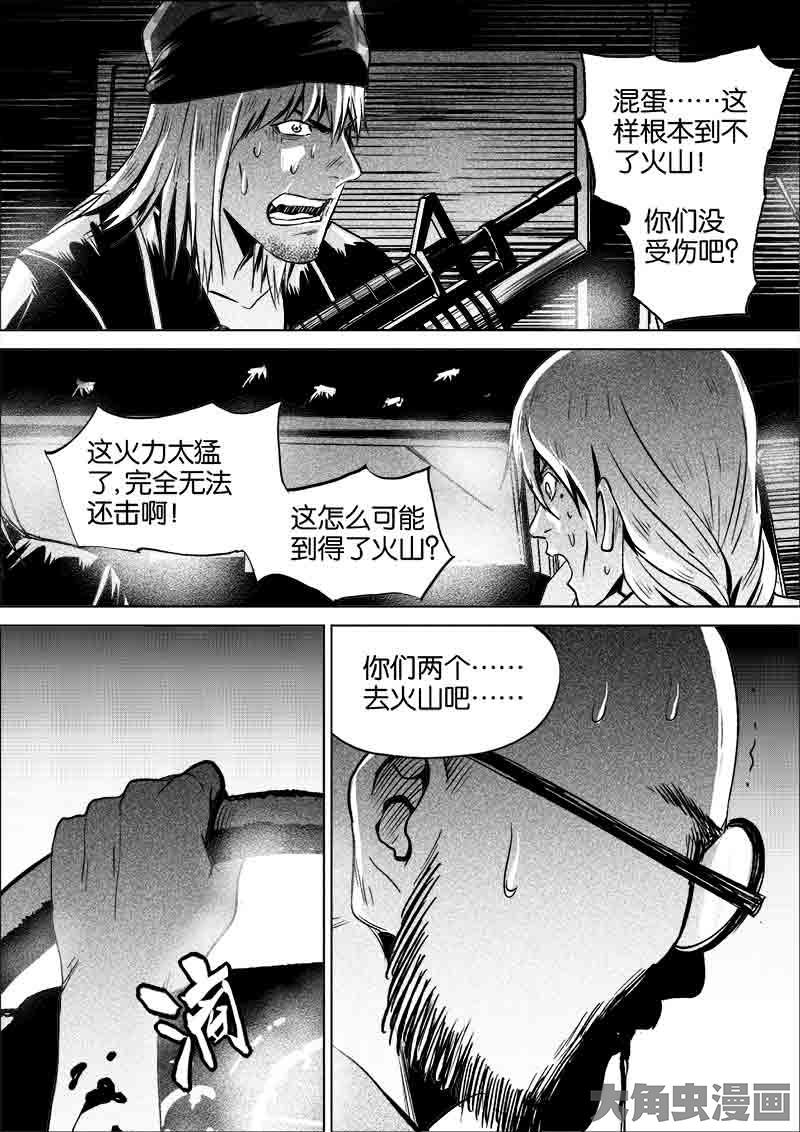 混蛋……这
样根本到不
了火山！
你们没
受伤吧？
这火力太猛
了,完全无法
还击啊！
这怎么可能
到得了火山？
你们两个……
去火山吧……
滴
大角虫漫画